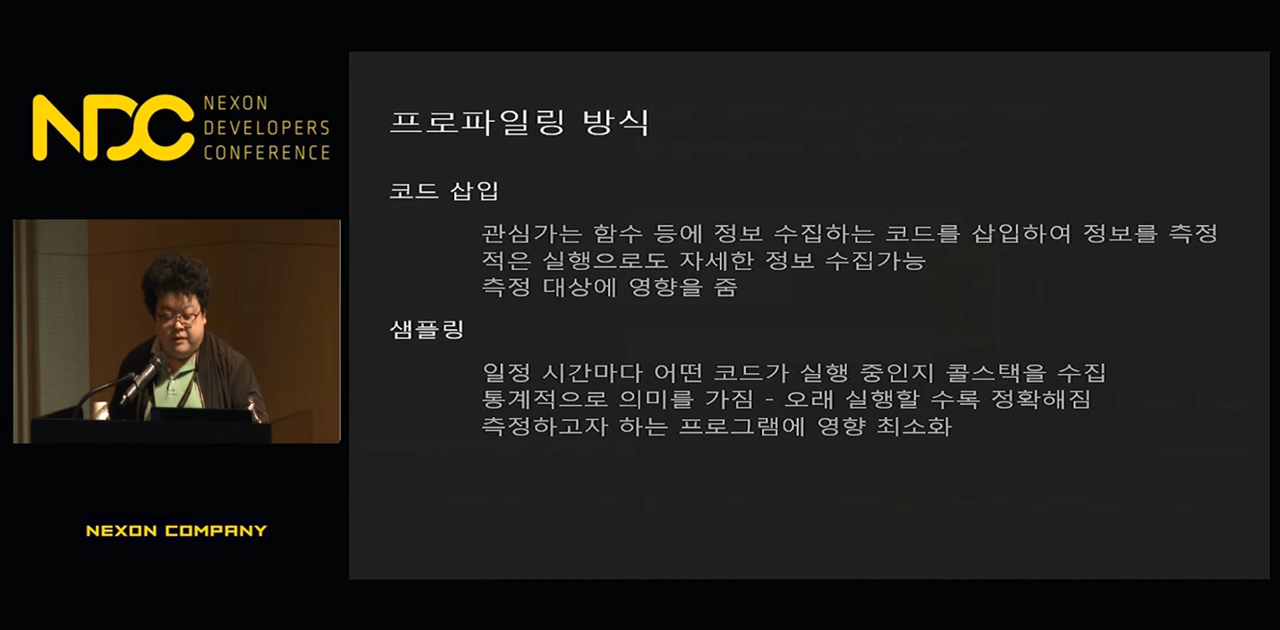 NDC
NEXON
DEVELOPERS
CONFERENCE
프로파일링 방식
코드 삽입
관심가는 함수 등에 정보 수집하는 코드를 삽입하여 정보를 측정
적은 실행으로도 자세한 정보 수집가능
측정 대상에 영향을 줌
샘플링
일정 시간마다 어떤 코드가 실행 중인지 콜스택을 수집
통계적으로 의미를 가짐 - 오래 실행할 수록 정확해짐
측정하고자 하는 프로그램에 영향 최소화
NEXON COMPANY